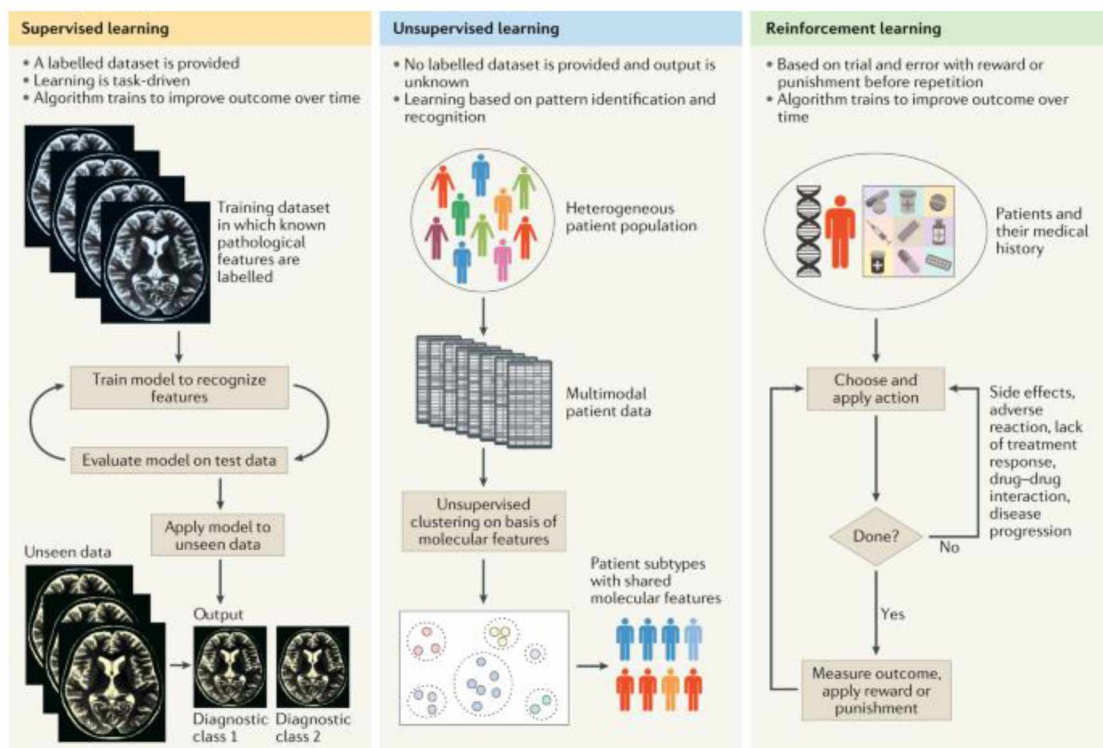 Supervised learning
• A labelled dataset is provided
• Learning is task-driven
• Algorithm trains to improve outcome over time
Training dataset
in which known
pathological
features are
labelled
Train model to recognize
features
Evaluate model on test data
Apply model to
unseen data
Unseen data
Output
Diagnostic
class 1
Diagnostic
class 2
Unsupervised learning
• No labelled dataset is provided and output is
unknown
• Learning based on pattern identification and
recognition
Heterogeneous
patient population
Multimodal
patient data
Unsupervised
clustering on basis of
molecular features
Patient subtypes
with shared
molecular features
Reinforcement learning
• Based on trial and error with reward or
punishment before repetition
• Algorithm trains to improve outcome over
time
Patients and
their medical
history
Choose and
apply action
Side effects,
adverse
reaction, lack
of treatment
response,
drug–drug
interaction,
disease
progression
Done?
No
Yes
Measure outcome,
apply reward or
punishment